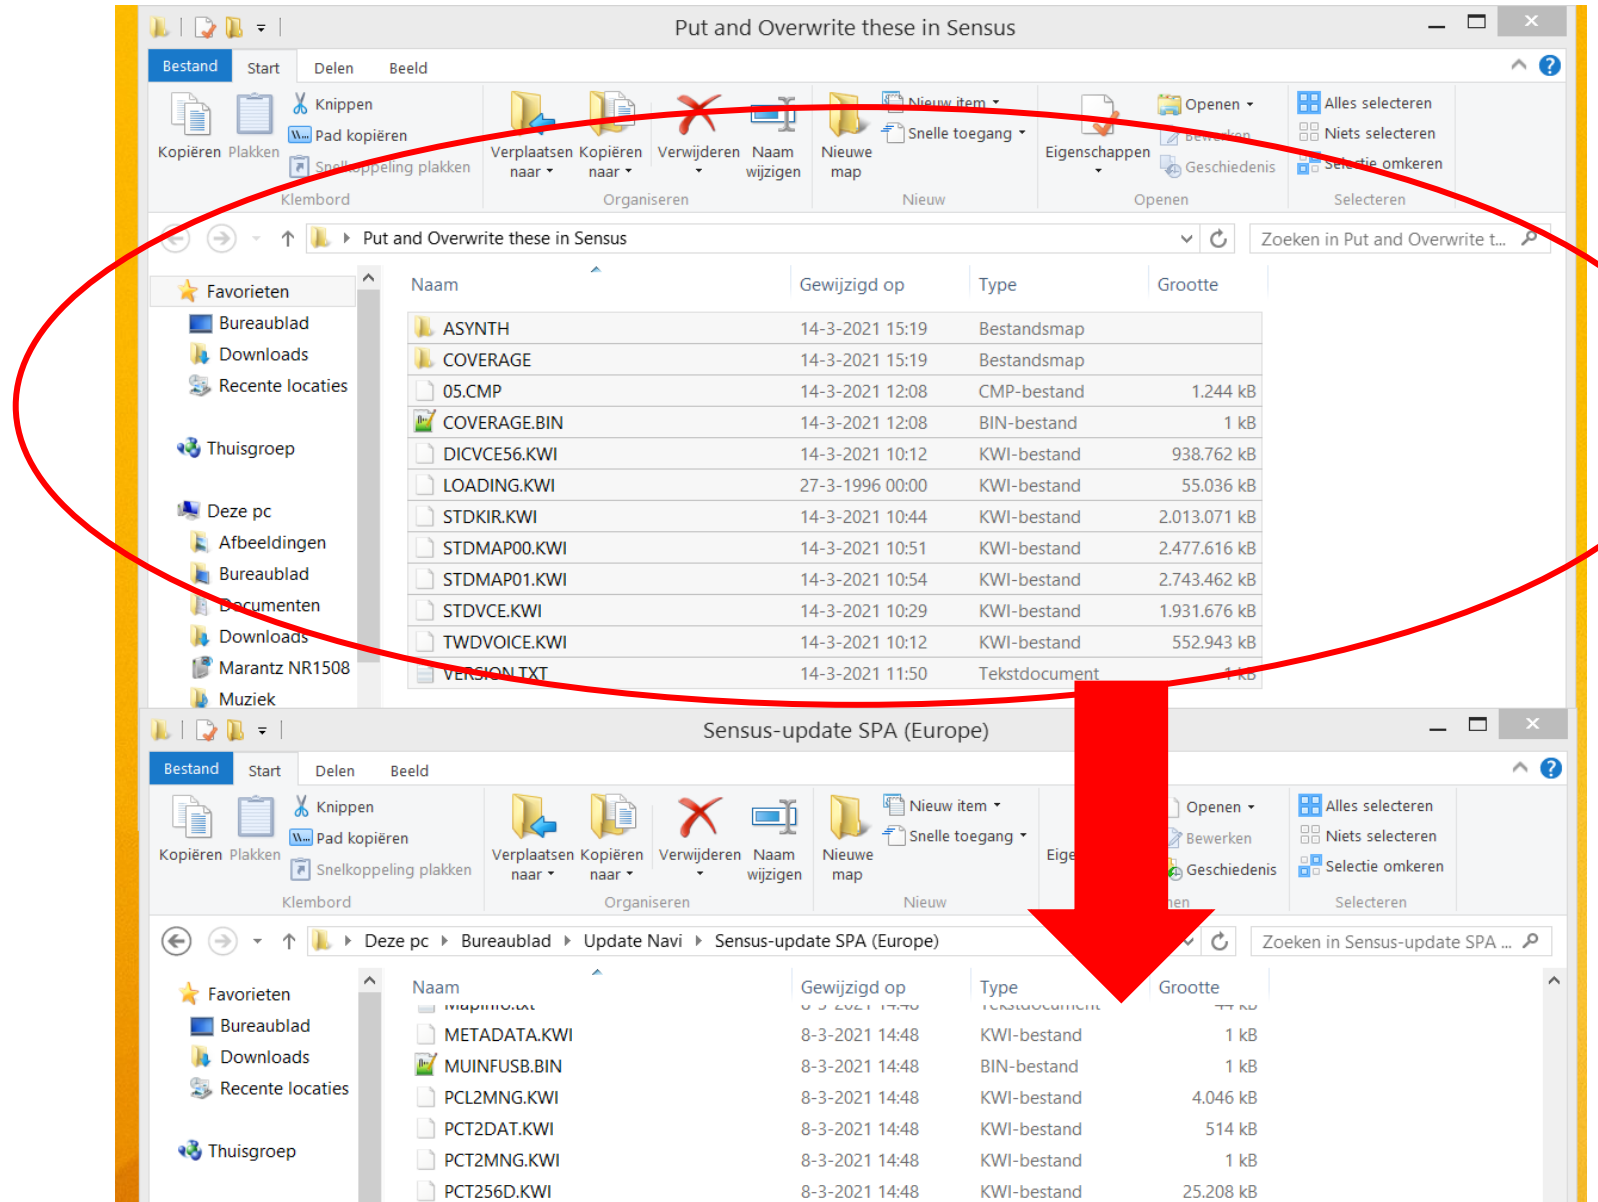 Put and Overwrite these in Sensus
Bestand Start Delen Beeld
Kopiëren Plakken Knippen Pad kopiëren Snelkoppeling plakken
Klembord
Verplaatsen naar Kopiëren naar Verwijderen Naam wijzigen
Organiseren
Nieuwe map Nieuw item Snelle toegang
Nieuw
Eigenschappen Openen Bewerken Geschiedenis
Openen
Alles selecteren Niets selecteren Selectie omkeren
Selecteren
Put and Overwrite these in Sensus Zoeken in Put and Overwrite t...
Favorieten
Bureaublad
Downloads
Recente locaties
Thuisgroep
Deze pc
Afbeeldingen
Bureaublad
Documenten
Downloads
Marantz NR1508
Muziek
Naam Gewijzigd op Type Grootte
ASYNTH 14-3-2021 15:19 Bestandsmap
COVERAGE 14-3-2021 15:19 Bestandsmap
05.CMP 14-3-2021 12:08 CMP-bestand 1.244 kB
COVERAGE.BIN 14-3-2021 12:08 BIN-bestand 1 kB
DICVCE56.KWI 14-3-2021 10:12 KWI-bestand 938.762 kB
LOADING.KWI 27-3-1996 00:00 KWI-bestand 55.036 kB
STDKIR.KWI 14-3-2021 10:44 KWI-bestand 2.013.071 kB
STDMAP00.KWI 14-3-2021 10:51 KWI-bestand 2.477.616 kB
STDMAP01.KWI 14-3-2021 10:54 KWI-bestand 2.743.462 kB
STDVCE.KWI 14-3-2021 10:29 KWI-bestand 1.931.676 kB
TWDVOICE.KWI 14-3-2021 10:12 KWI-bestand 552.943 kB
VERSION.TXT 14-3-2021 11:50 Tekstdocument 1 kB
Sensus-update SPA (Europe)
Bestand Start Delen Beeld
Kopiëren Plakken Knippen Pad kopiëren Snelkoppeling plakken
Klembord
Verplaatsen naar Kopiëren naar Verwijderen Naam wijzigen
Organiseren
Nieuwe map Nieuw item Snelle toegang
Nieuw
Openen Bewerken Geschiedenis
Alles selecteren Niets selecteren Selectie omkeren
Selecteren
Deze pc Bureaublad Update Navi Sensus-update SPA (Europe) Zoeken in Sensus-update SPA ...
Favorieten
Bureaublad
Downloads
Recente locaties
Thuisgroep
Naam Gewijzigd op Type Grootte
MapInfo.txt 8-3-2021 14:48 Tekstdocument 44 kB
METADATA.KWI 8-3-2021 14:48 KWI-bestand 1 kB
MUINFUSB.BIN 8-3-2021 14:48 BIN-bestand 1 kB
PCL2MNG.KWI 8-3-2021 14:48 KWI-bestand 4.046 kB
PCT2DAT.KWI 8-3-2021 14:48 KWI-bestand 514 kB
PCT2MNG.KWI 8-3-2021 14:48 KWI-bestand 1 kB
PCT256D.KWI 8-3-2021 14:48 KWI-bestand 25.208 kB